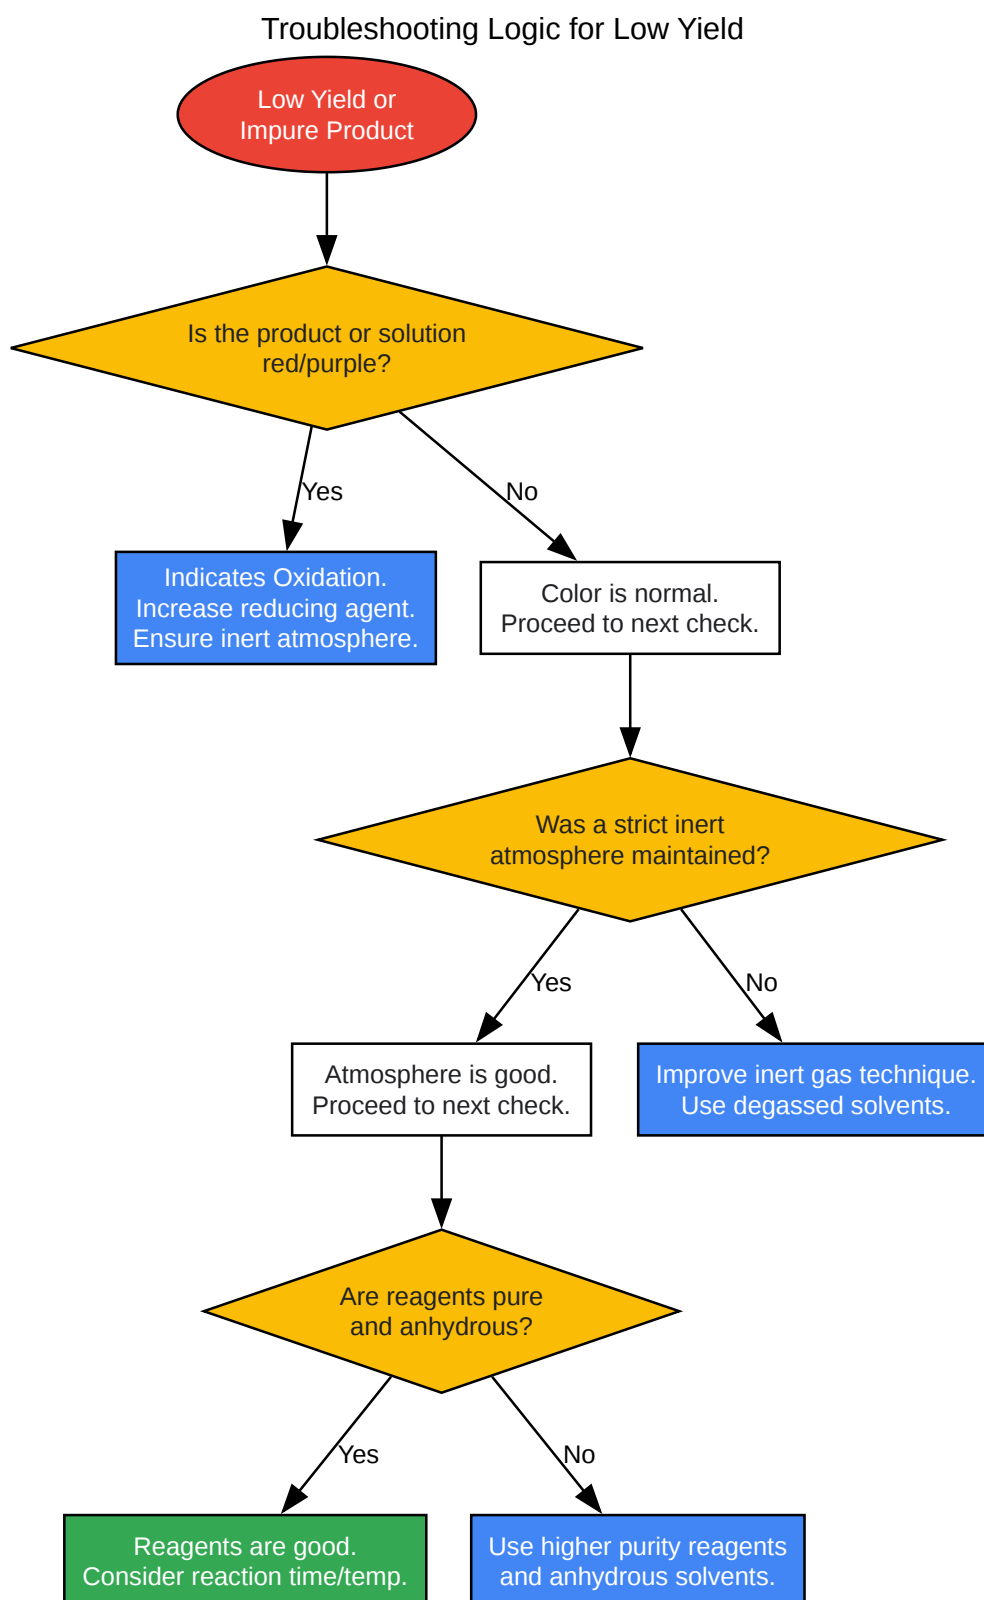 Troubleshooting Logic for Low Yield
Low Yield or
Impure Product
Is the product or solution
red/purple?
Yes
No
Indicates Oxidation.
Increase reducing agent.
Ensure inert atmosphere.
Color is normal.
Proceed to next check.
Was a strict inert
atmosphere maintained?
Yes
No
Atmosphere is good.
Proceed to next check.
Improve inert gas technique.
Use degassed solvents.
Are reagents pure
and anhydrous?
Yes
No
Reagents are good.
Consider reaction time/temp.
Use higher purity reagents
and anhydrous solvents.